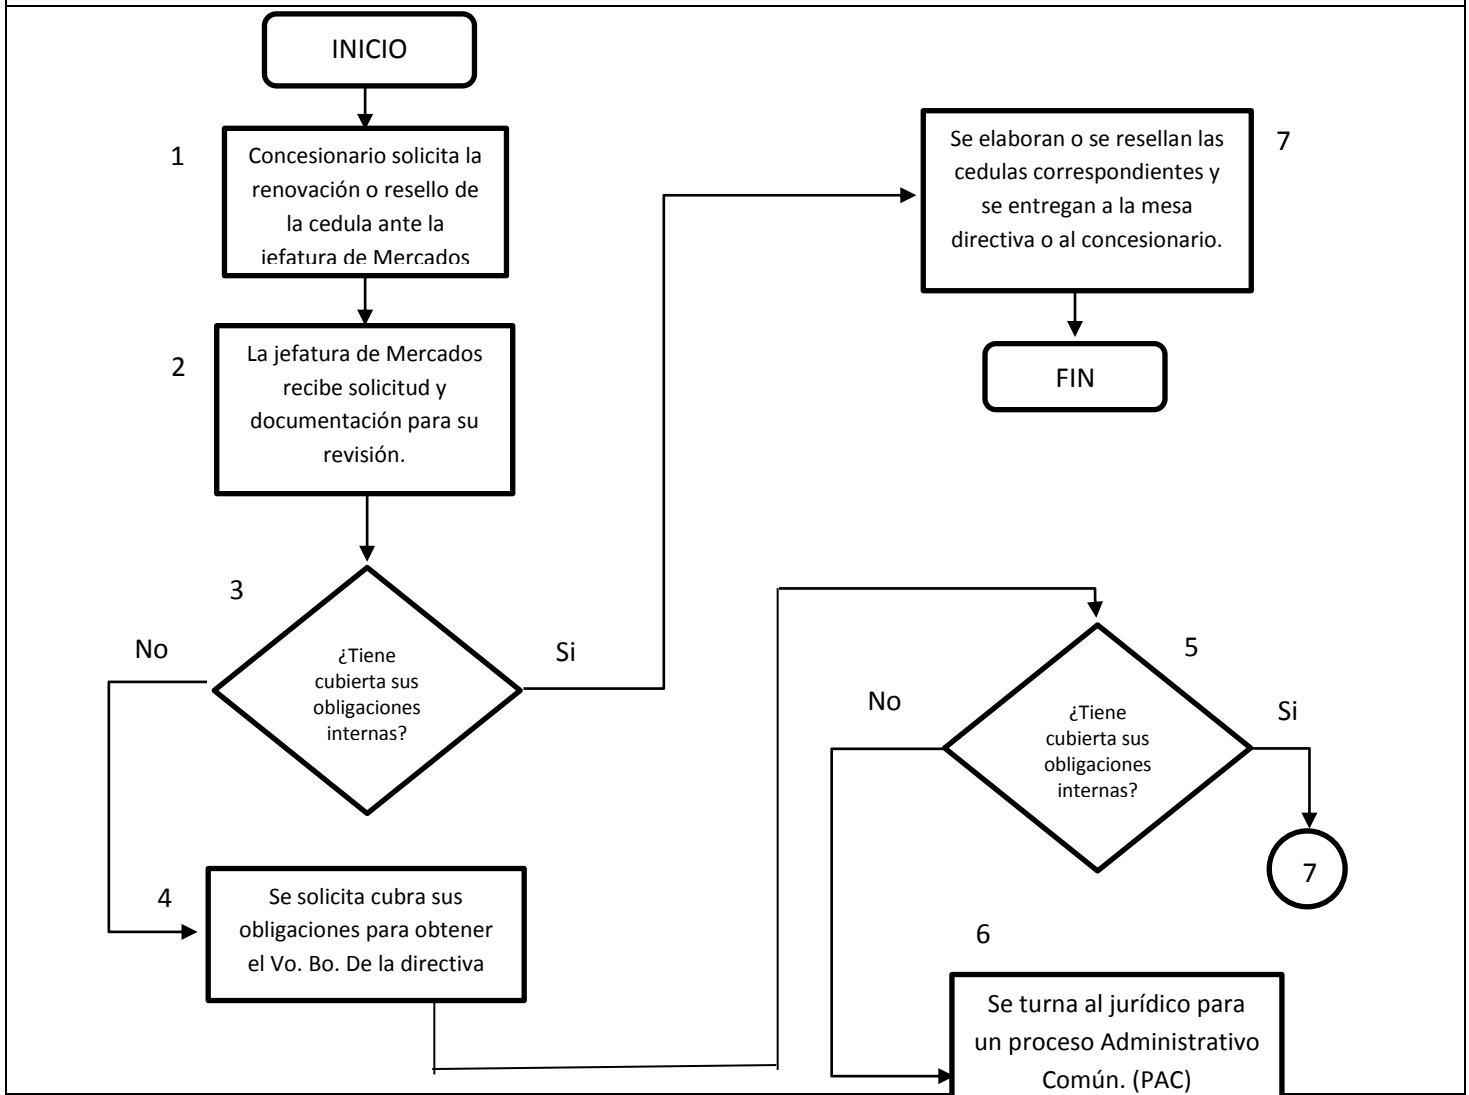 INICIO
1
Concesionario solicita la
renovación o resello de
la cedula ante la
jefatura de Mercados
2
La jefatura de Mercados
recibe solicitud y
documentación para su
revisión.
3
No
Si
¿Tiene
cubierta sus
obligaciones
internas?
4
Se solicita cubra sus
obligaciones para obtener
el Vo. Bo. De la directiva
5
No
Si
¿Tiene
cubierta sus
obligaciones
internas?
7
6
Se turna al jurídico para
un proceso Administrativo
Común. (PAC)
7
Se elaboran o se resellan las
cedulas correspondientes y
se entregan a la mesa
directiva o al concesionario.
FIN